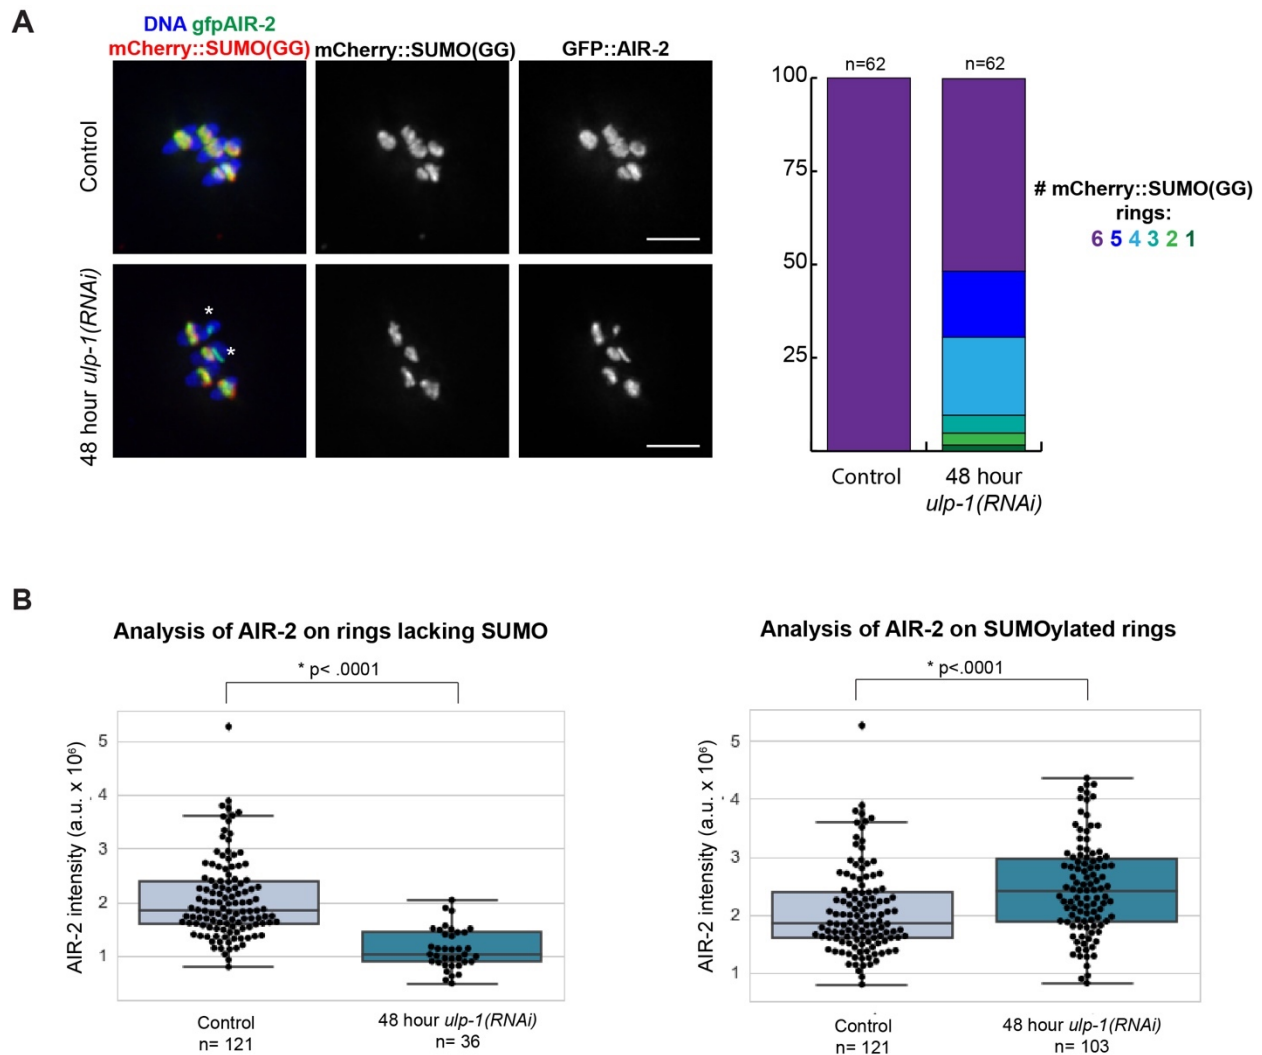 A
DNA gfpAIR-2
mCherry::SUMO(GG) mCherry::SUMO(GG) GFP::AIR-2
Control
48 hour ulp-1(RNAi)
*
*
n=62 n=62
100
75
50
25
Control 48 hour
ulp-1(RNAi)
# mCherry::SUMO(GG)
rings:
6 5 4 3 2 1
B
Analysis of AIR-2 on rings lacking SUMO
* p< .0001
AIR-2 intensity (a.u. x 10⁶)
5
4
3
2
1
Control 48 hour ulp-1(RNAi)
n= 121 n= 36
Analysis of AIR-2 on SUMOylated rings
* p<.0001
AIR-2 intensity (a.u. x 10⁶)
5
4
3
2
1
Control 48 hour ulp-1(RNAi)
n= 121 n= 103